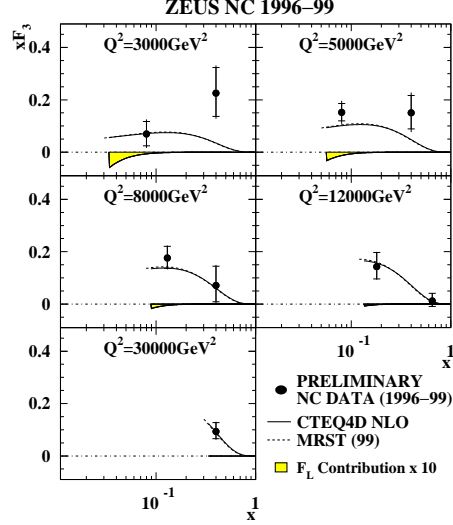 ZEUS NC 1996–99
xF₃
Q²=3000GeV²
Q²=5000GeV²
0.4
0.2
0
Q²=8000GeV²
Q²=12000GeV²
0.4
0.2
0
Q²=30000GeV²
10⁻¹
1
x
0.4
0.2
0
10⁻¹
1
x
PRELIMINARY
NC DATA (1996–99)
CTEQ4D NLO
MRST (99)
F_L Contribution x 10